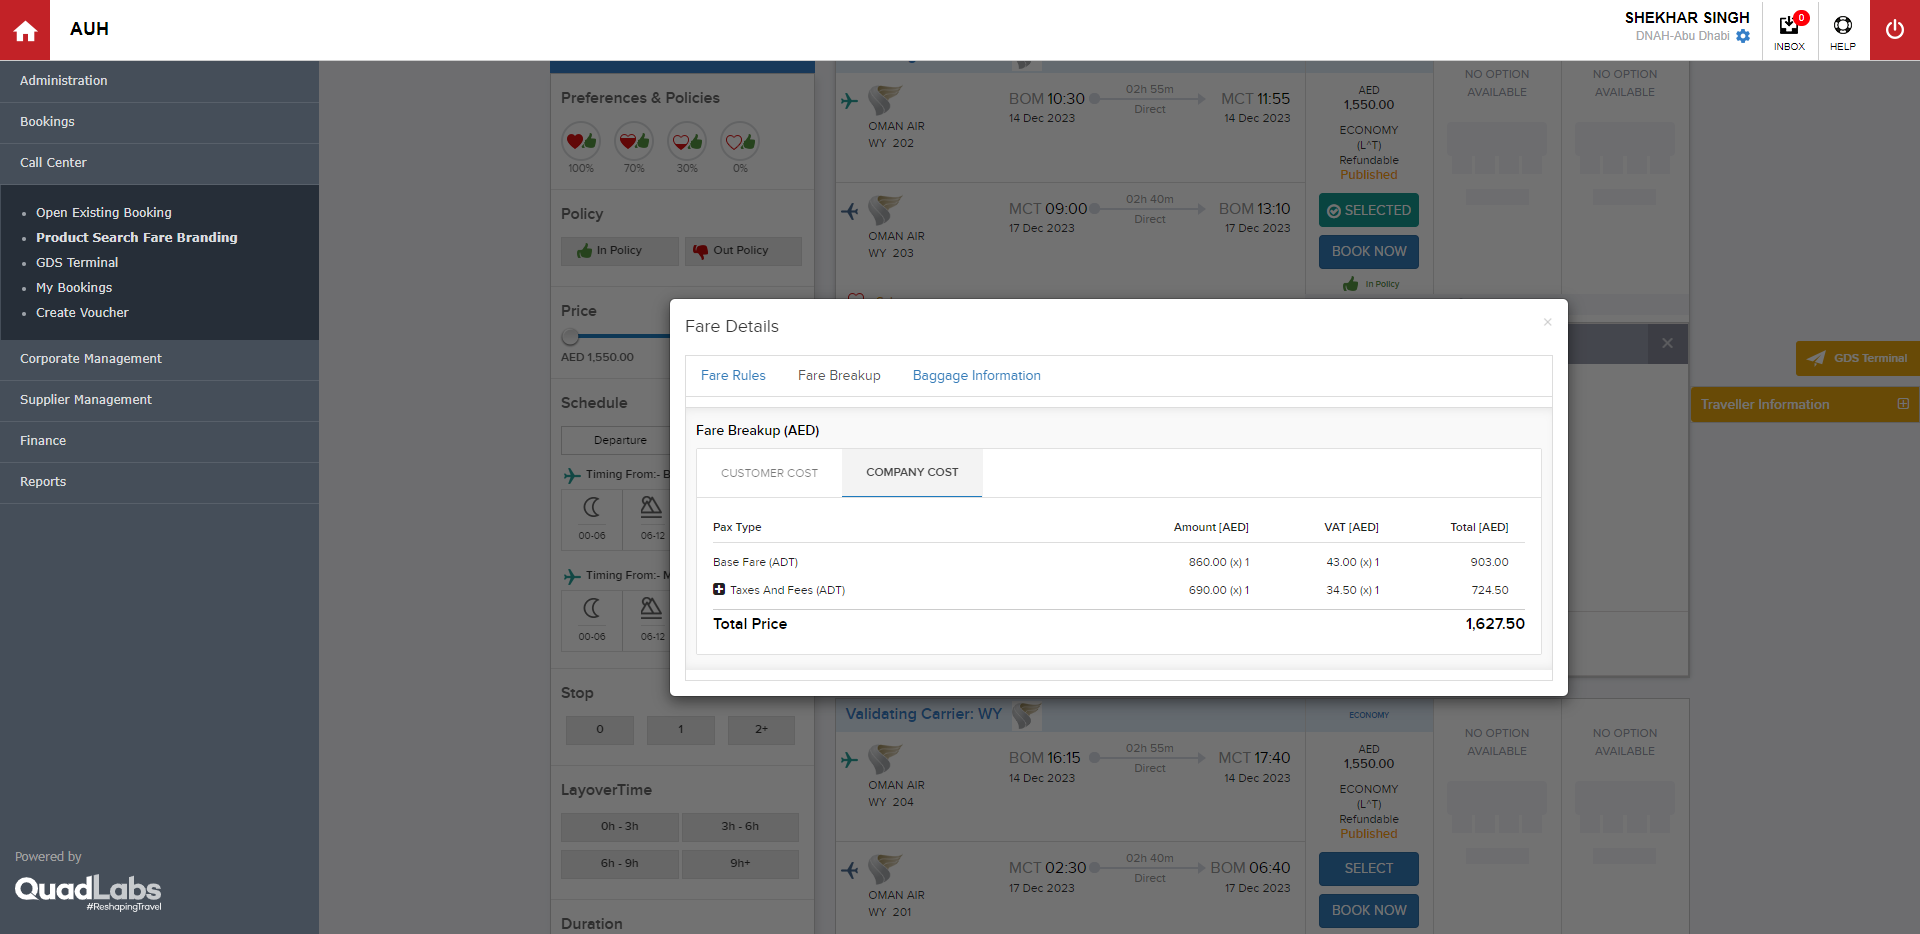 AUH
SHEKHAR SINGH
DNAH-Abu Dhabi
0
INBOX
HELP
Administration
Bookings
Call Center
Open Existing Booking
Product Search Fare Branding
GDS Terminal
My Bookings
Create Voucher
Corporate Management
Supplier Management
Finance
Reports
Powered by
QuadLabs
#ReshapingTravel
Preferences & Policies
100% 70% 30% 0%
Policy
In Policy Out Policy
Price
AED 1,550.00
Schedule
Departure
Timing From:- B
00-06 06-12
Timing From:- M
00-06 06-12
Stop
0 1 2+
LayoverTime
0h - 3h 3h - 6h
6h - 9h 9h+
Duration
OMAN AIR
WY 202
BOM 10:30 02h 55m MCT 11:55
14 Dec 2023 Direct 14 Dec 2023
OMAN AIR
WY 203
MCT 09:00 02h 40m BOM 13:10
17 Dec 2023 Direct 17 Dec 2023
AED
1,550.00
ECONOMY
(L^T)
Refundable
Published
SELECTED
BOOK NOW
In Policy
NO OPTION
AVAILABLE
NO OPTION
AVAILABLE
GDS Terminal
Traveller Information
Fare Details
×
Fare Rules Fare Breakup Baggage Information
Fare Breakup (AED)
CUSTOMER COST COMPANY COST
Pax Type Amount [AED] VAT [AED] Total [AED]
Base Fare (ADT) 860.00 (x) 1 43.00 (x) 1 903.00
Taxes And Fees (ADT) 690.00 (x) 1 34.50 (x) 1 724.50
Total Price 1,627.50
Validating Carrier: WY
ECONOMY
OMAN AIR
WY 204
BOM 16:15 02h 55m MCT 17:40
14 Dec 2023 Direct 14 Dec 2023
OMAN AIR
WY 201
MCT 02:30 02h 40m BOM 06:40
17 Dec 2023 Direct 17 Dec 2023
AED
1,550.00
ECONOMY
(L^T)
Refundable
Published
SELECT
BOOK NOW
NO OPTION
AVAILABLE
NO OPTION
AVAILABLE